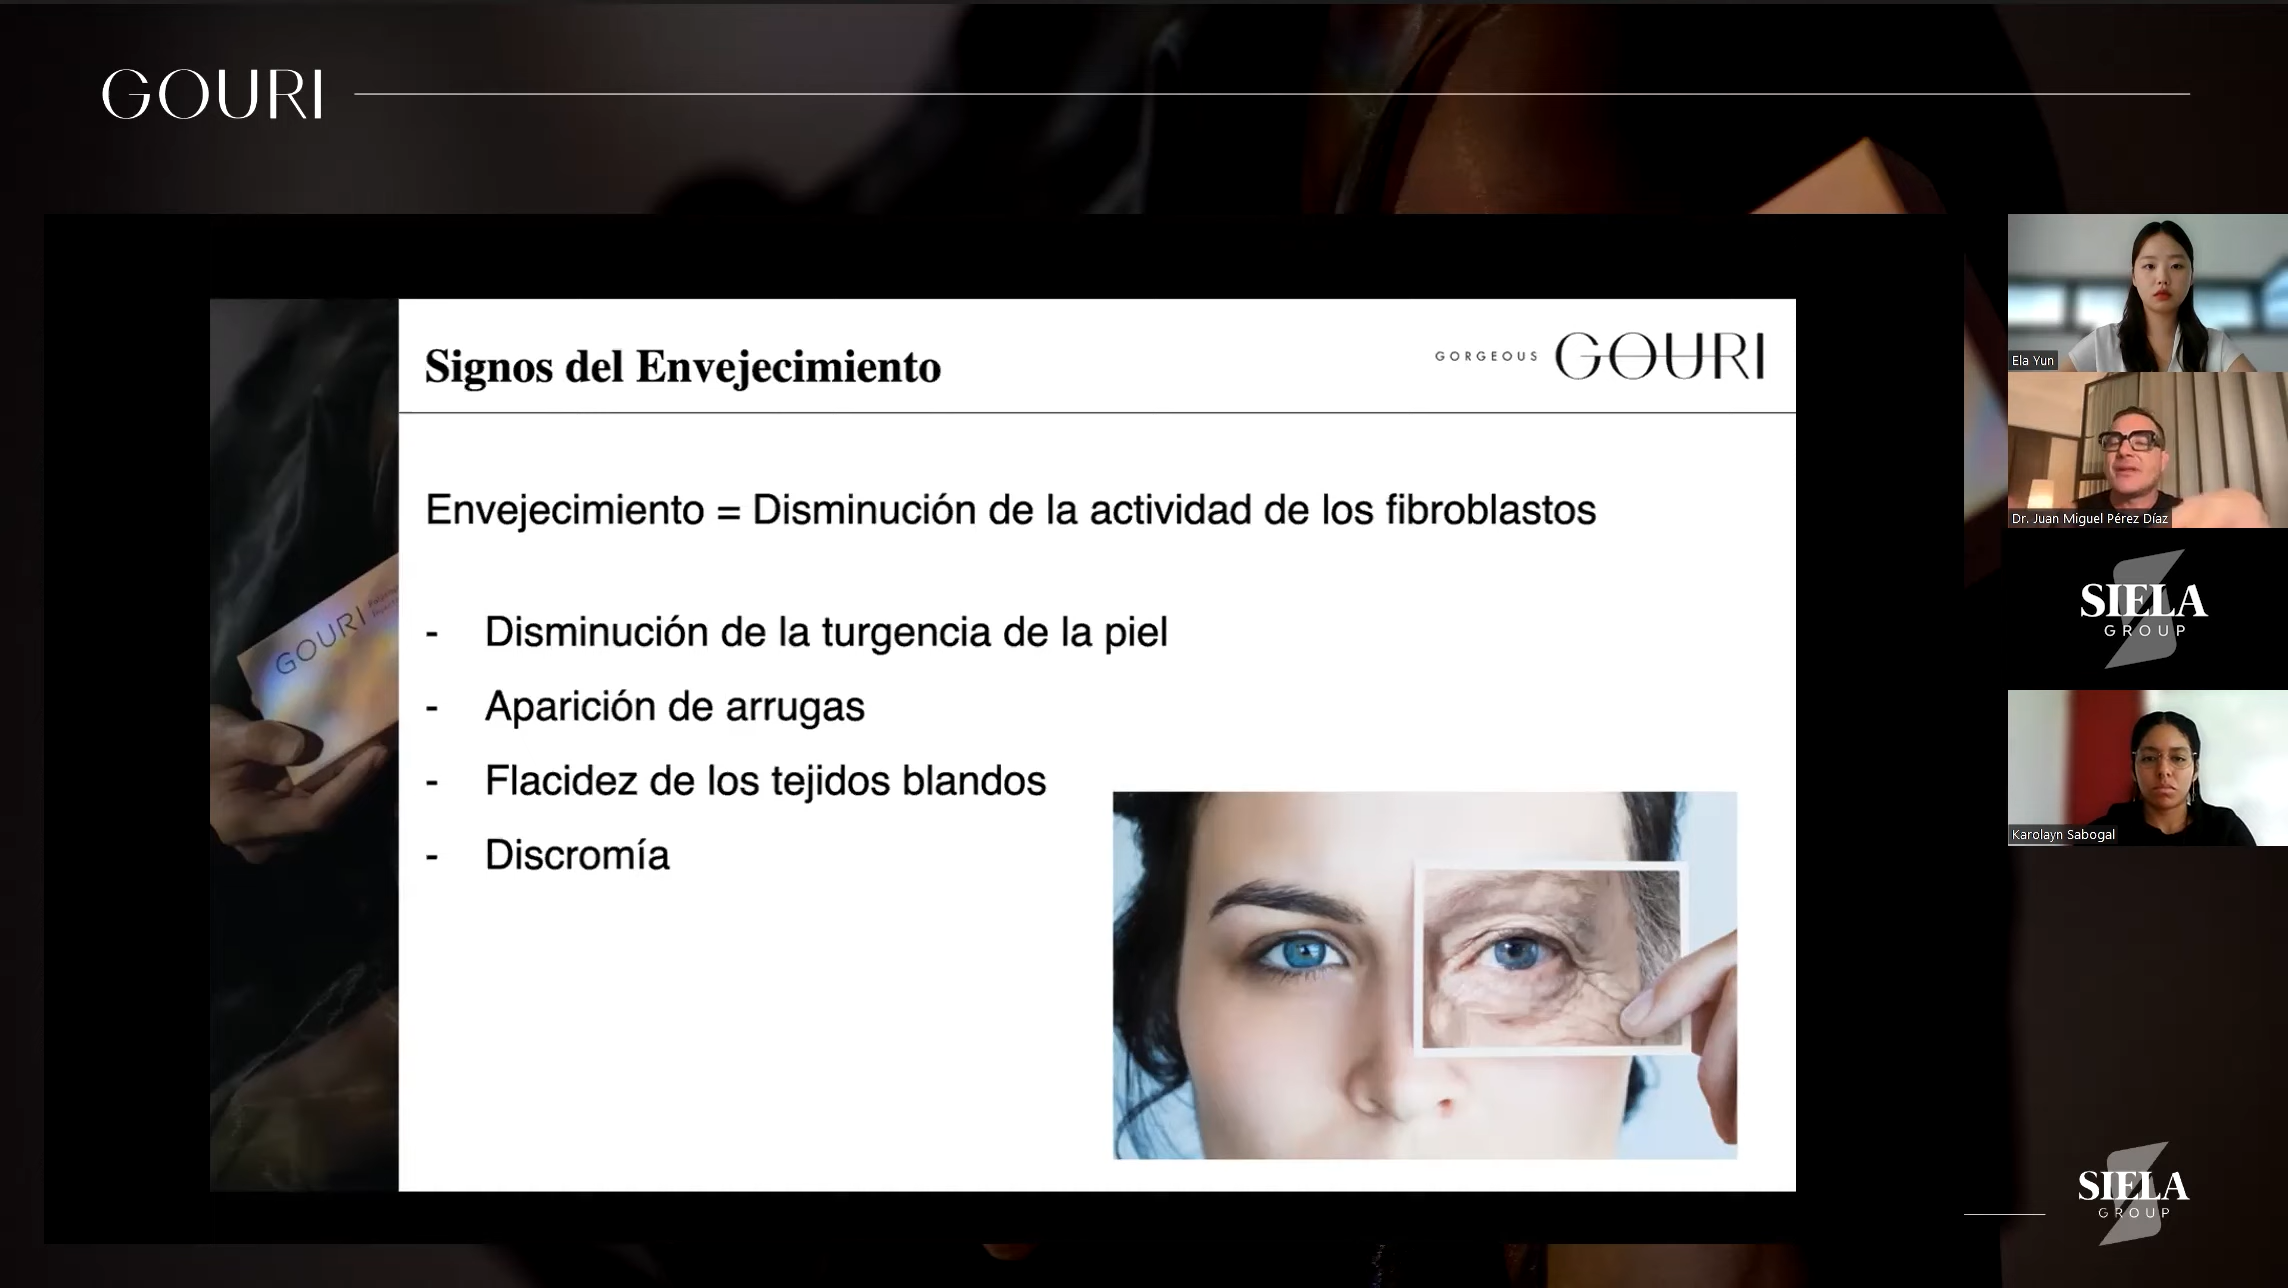 GOURI
Signos del Envejecimiento
GORGEOUS GOURI
Envejecimiento = Disminución de la actividad de los fibroblastos
- Disminución de la turgencia de la piel
- Aparición de arrugas
- Flacidez de los tejidos blandos
- Discromía
GOURI
Ela Yun
Dr. Juan Miguel Pérez Díaz
SIELA
GROUP
Karolayn Sabogal
SIELA
GROUP